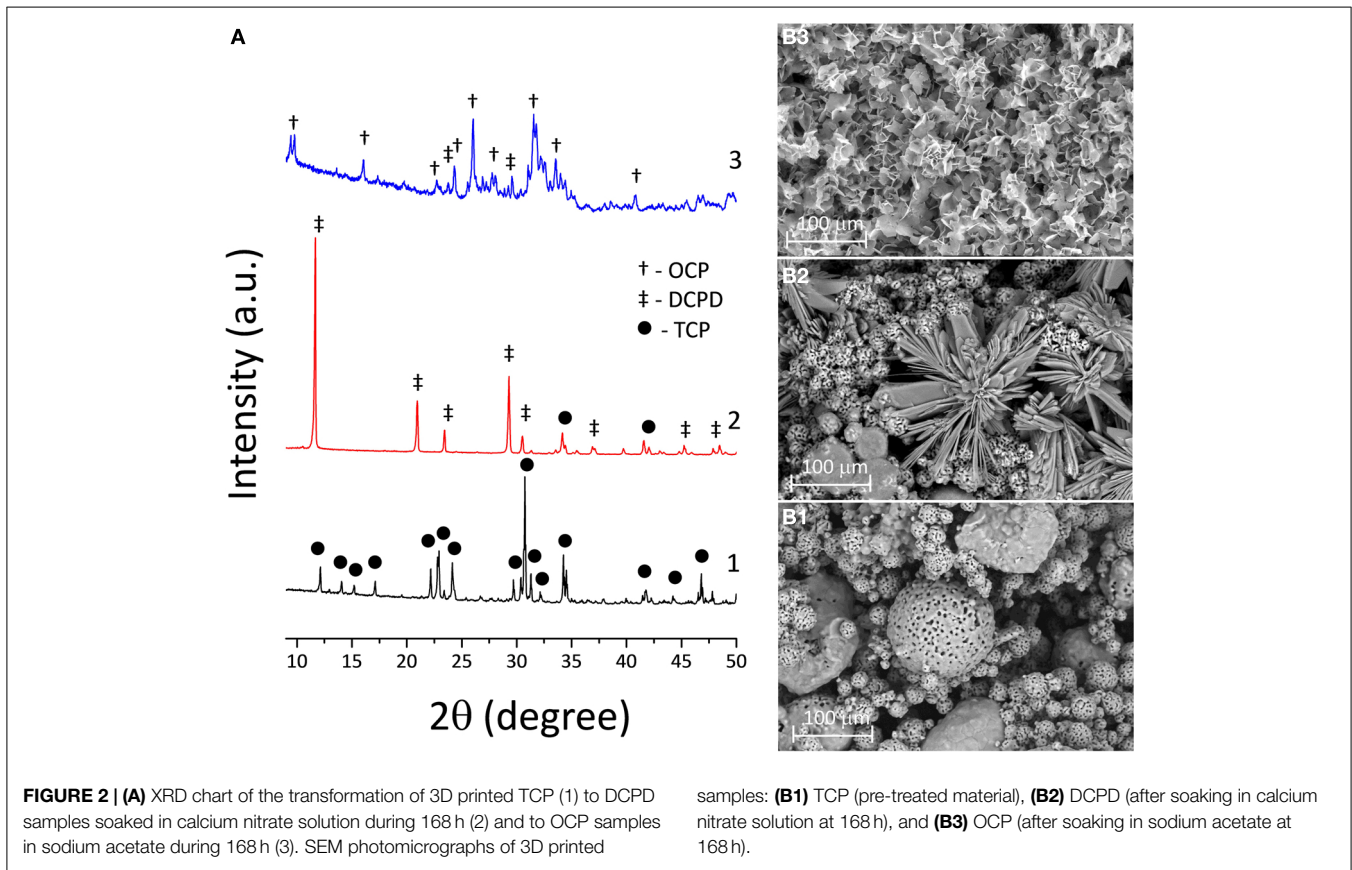 A
† † † ‡ † † † ‡ † † †
3
‡ ‡ ‡ ‡ ‡ ● ‡ ● ‡ ‡
2
● ● ● ● ● ● ● ● ● ● ● ● ● ● ●
1
† - OCP
‡ - DCPD
● - TCP
Intensity (a.u.)
10 15 20 25 30 35 40 45 50
2θ (degree)
B3
100 μm
B2
100 μm
B1
100 μm
FIGURE 2 | (A) XRD chart of the transformation of 3D printed TCP (1) to DCPD
samples soaked in calcium nitrate solution during 168 h (2) and to OCP samples
in sodium acetate during 168 h (3). SEM photomicrographs of 3D printed
samples: (B1) TCP (pre-treated material), (B2) DCPD (after soaking in calcium
nitrate solution at 168 h), and (B3) OCP (after soaking in sodium acetate at
168 h).